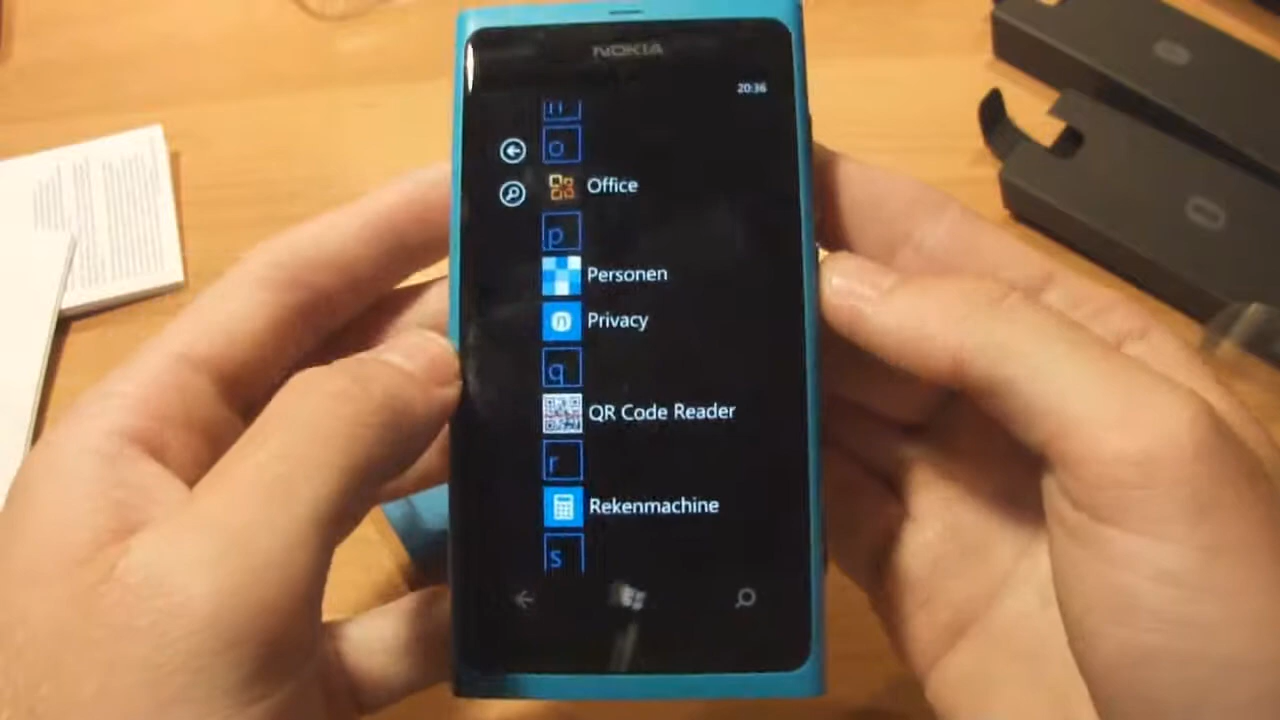 NOKIA
20:36
n
o
Office
p
Personen
n Privacy
q
QR Code Reader
r
Rekenmachine
s